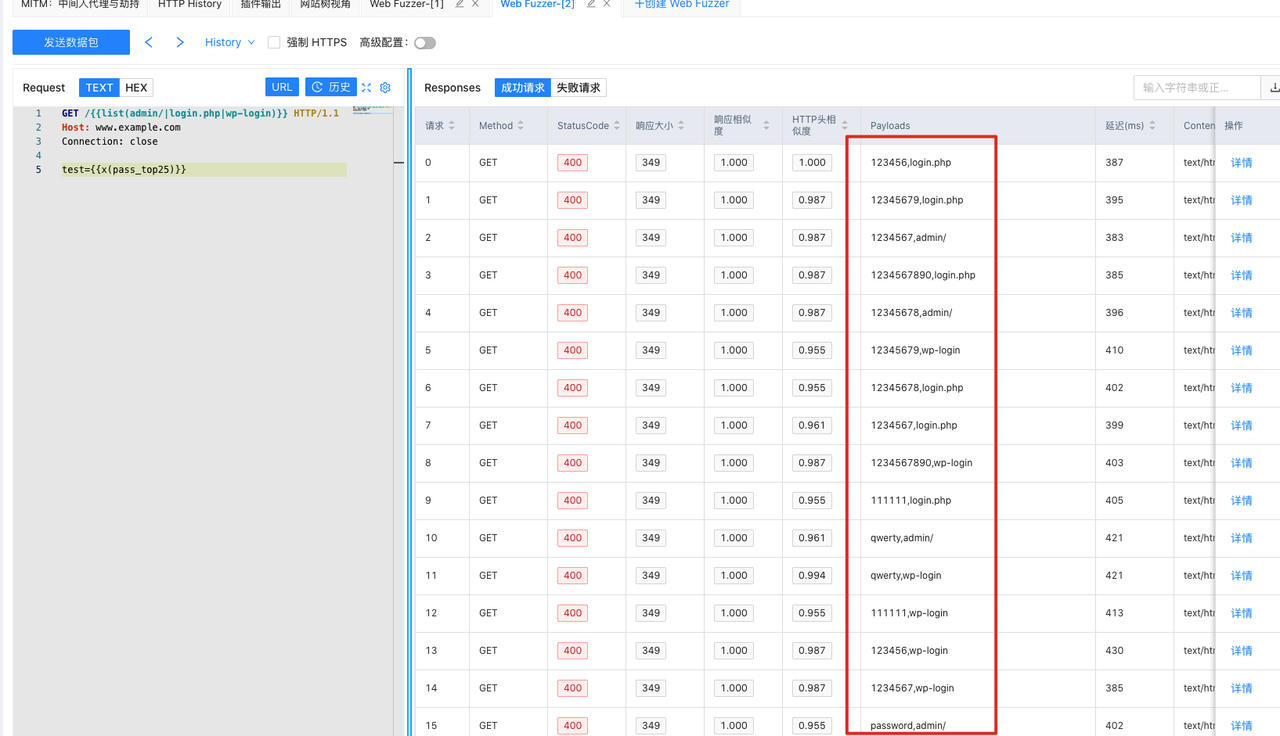 MITM：中间人代理与劫持 HTTP History 插件输出 网站树视角 Web Fuzzer-[1] Web Fuzzer-[2] 十创建 Web Fuzzer
发送数据包 History 强制 HTTPS 高级配置：
Request TEXT HEX URL 历史
1 GET /{{list(admin/|login.php|wp-login)}} HTTP/1.1
2 Host: www.example.com
3 Connection: close
4
5 test={{x(pass_top25)}}
Responses 成功请求 失败请求 输入字符串或正...
请求 Method StatusCode 响应大小 响应相似度 HTTP头相似度 Payloads 延迟(ms) Conten 操作
0 GET 400 349 1.000 1.000 123456,login.php 387 text/ht 详情
1 GET 400 349 1.000 0.987 12345679,login.php 395 text/ht 详情
2 GET 400 349 1.000 0.987 1234567,admin/ 383 text/ht 详情
3 GET 400 349 1.000 0.987 1234567890,login.php 385 text/ht 详情
4 GET 400 349 1.000 0.987 12345678,admin/ 396 text/ht 详情
5 GET 400 349 1.000 0.955 12345679,wp-login 410 text/ht 详情
6 GET 400 349 1.000 0.955 12345678,login.php 402 text/ht 详情
7 GET 400 349 1.000 0.961 1234567,login.php 399 text/ht 详情
8 GET 400 349 1.000 0.987 1234567890,wp-login 403 text/ht 详情
9 GET 400 349 1.000 0.955 111111,login.php 405 text/ht 详情
10 GET 400 349 1.000 0.961 qwerty,admin/ 421 text/ht 详情
11 GET 400 349 1.000 0.994 qwerty,wp-login 421 text/ht 详情
12 GET 400 349 1.000 0.955 111111,wp-login 413 text/ht 详情
13 GET 400 349 1.000 0.987 123456,wp-login 430 text/ht 详情
14 GET 400 349 1.000 0.987 1234567,wp-login 385 text/ht 详情
15 GET 400 349 1.000 0.955 password,admin/ 402 text/ht 详情